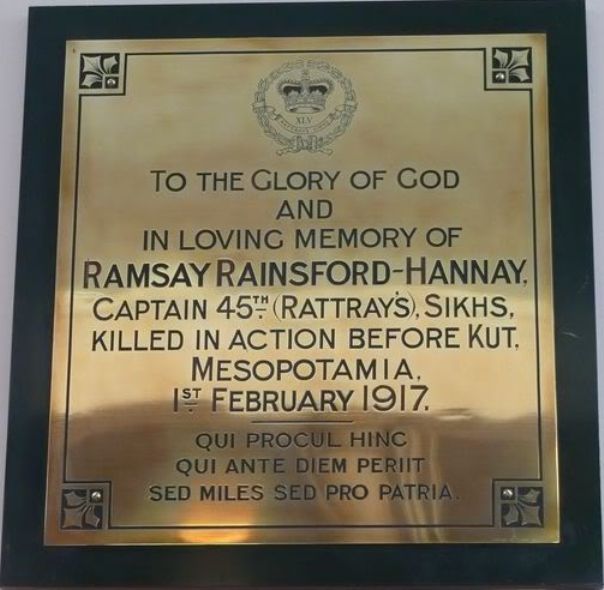 XLV
TO THE GLORY OF GOD
AND
IN LOVING MEMORY OF
RAMSAY RAINSFORD-HANNAY,
CAPTAIN 45TH (RATTRAY'S), SIKHS,
KILLED IN ACTION BEFORE KUT,
MESOPOTAMIA.
1ST FEBRUARY 1917.
QUI PROCUL HINC
QUI ANTE DIEM PERIIT
SED MILES SED PRO PATRIA.